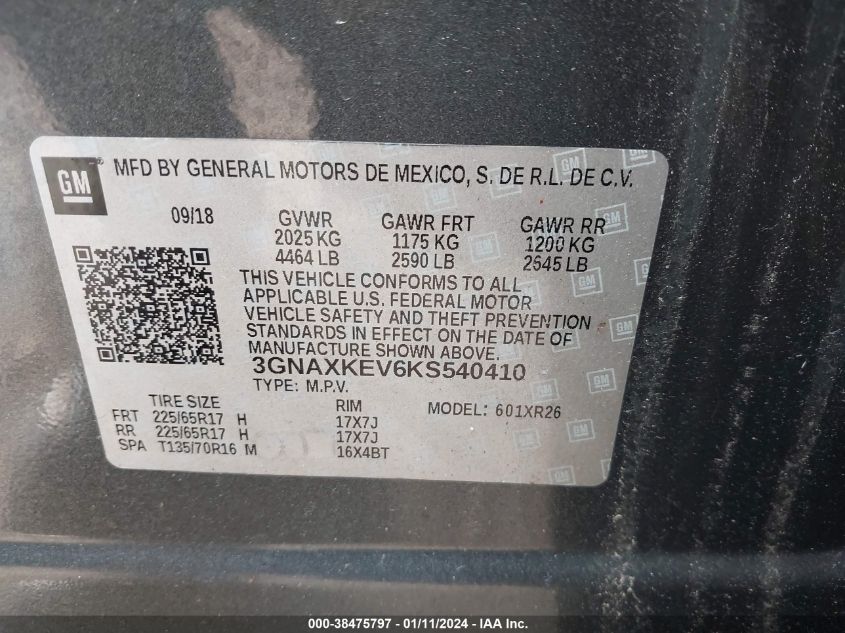 GM
MFD BY GENERAL MOTORS DE MEXICO, S. DE R.L. DE C.V.
09/18 GVWR GAWR FRT GAWR RR
2025 KG 1175 KG 1200 KG
4464 LB 2590 LB 2645 LB
THIS VEHICLE CONFORMS TO ALL
APPLICABLE U.S. FEDERAL MOTOR
VEHICLE SAFETY AND THEFT PREVENTION
STANDARDS IN EFFECT ON THE DATE OF
MANUFACTURE SHOWN ABOVE.
3GNAXKEV6KS540410
TYPE: M.P.V.
TIRE SIZE RIM MODEL: 601XR26
FRT 225/65R17 H 17X7J
RR 225/65R17 H 17X7J
SPA T135/70R16 M 16X4BT
000-38475797 - 01/11/2024 - IAA Inc.